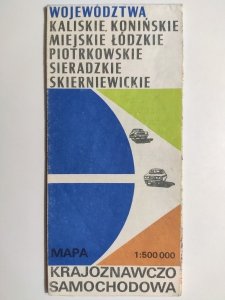 WOJEWÓDZTWA
KALISKIE, KONIŃSKIE
MIEJSKIE ŁÓDZKIE
PIOTRKOWSKIE
SIERADZKIE
SKIERNIEWICKIE
MAPA 1:500 000
KRAJOZNAWCZO
SAMOCHODOWA